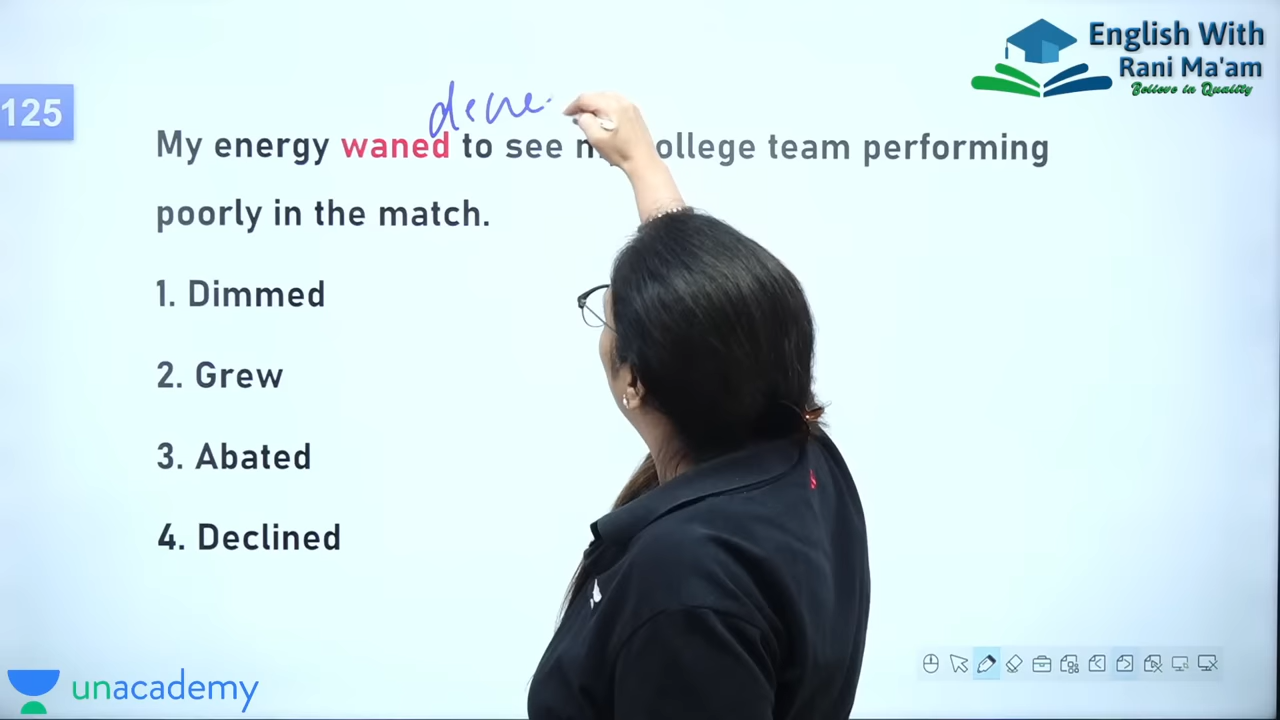 English With
Rani Ma'am
Believe in Quality
125
My energy waned to see ollege team performing
poorly in the match.
1. Dimmed
2. Grew
3. Abated
4. Declined
unacademy